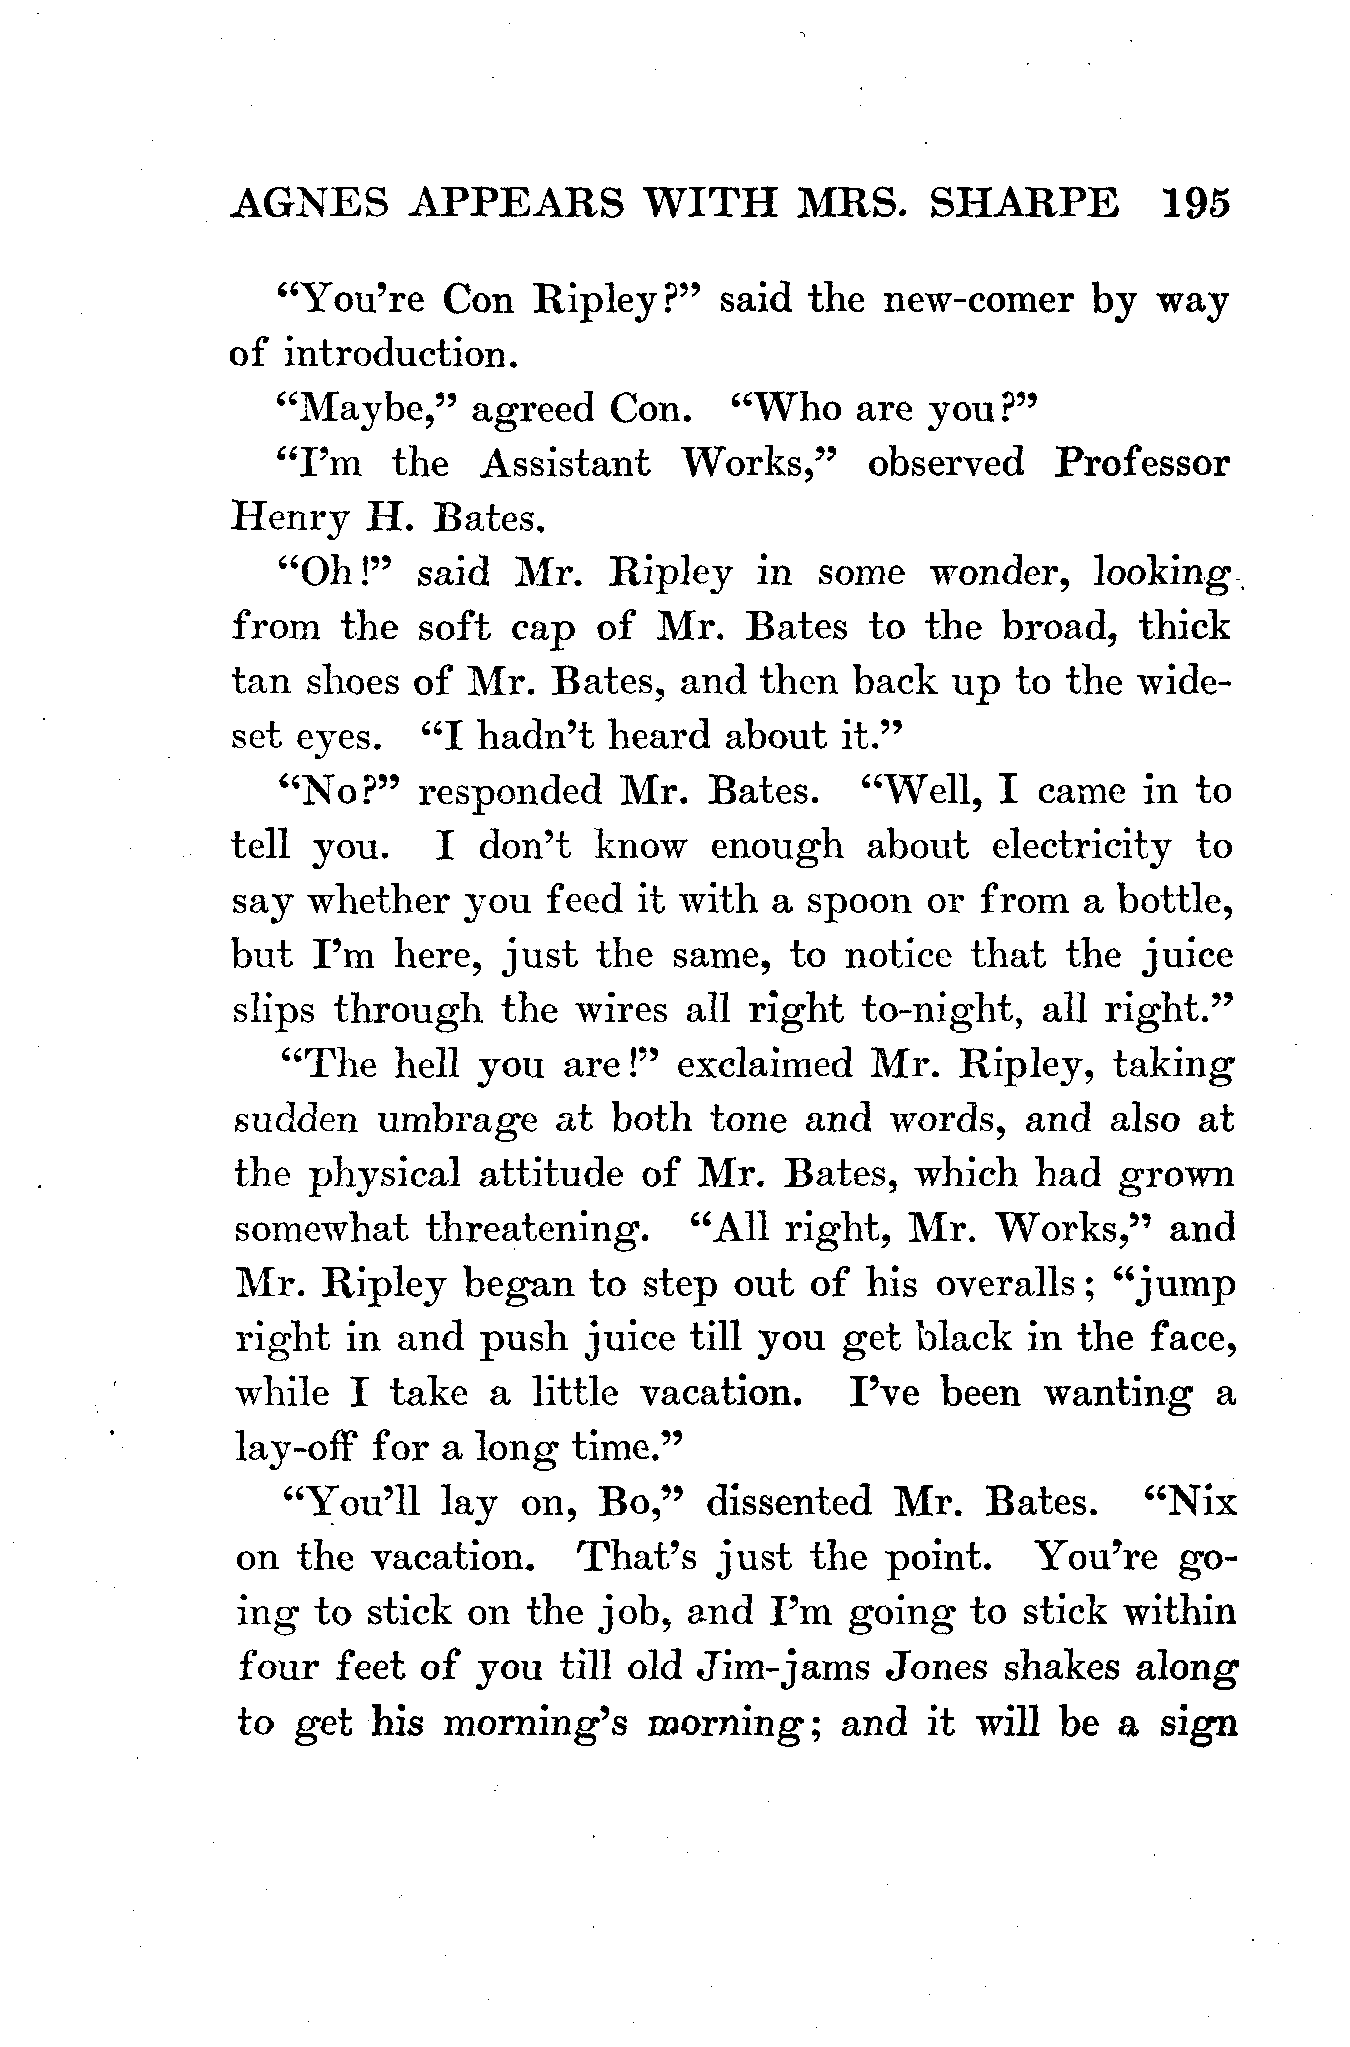 AGNES APPEARS WITH MRS. SHARPE 195
“You’re Con Ripley?” said the new-comer by way
of introduction.
“Maybe,” agreed Con. “Who are you?”
“I’m the Assistant Works,” observed Professor
Henry H. Bates.
“Oh!” said Mr. Ripley in some wonder, looking
from the soft cap of Mr. Bates to the broad, thick
tan shoes of Mr. Bates, and then back up to the wide-
set eyes. “I hadn’t heard about it.”
“No?” responded Mr. Bates. “Well, I came in to
tell you. I don’t know enough about electricity to
say whether you feed it with a spoon or from a bottle,
but I’m here, just the same, to notice that the juice
slips through the wires all right to-night, all right.”
“The hell you are!” exclaimed Mr. Ripley, taking
sudden umbrage at both tone and words, and also at
the physical attitude of Mr. Bates, which had grown
somewhat threatening. “All right, Mr. Works,” and
Mr. Ripley began to step out of his overalls; “jump
right in and push juice till you get black in the face,
while I take a little vacation. I’ve been wanting a
lay-off for a long time.”
“You’ll lay on, Bo,” dissented Mr. Bates. “Nix
on the vacation. That’s just the point. You’re go-
ing to stick on the job, and I’m going to stick within
four feet of you till old Jim-jams Jones shakes along
to get his morning’s morning; and it will be a sign